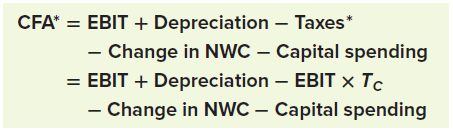 CFA* = EBIT + Depreciation – Taxes*
– Change in NWC – Capital spending
= EBIT + Depreciation – EBIT × T_C
– Change in NWC – Capital spending